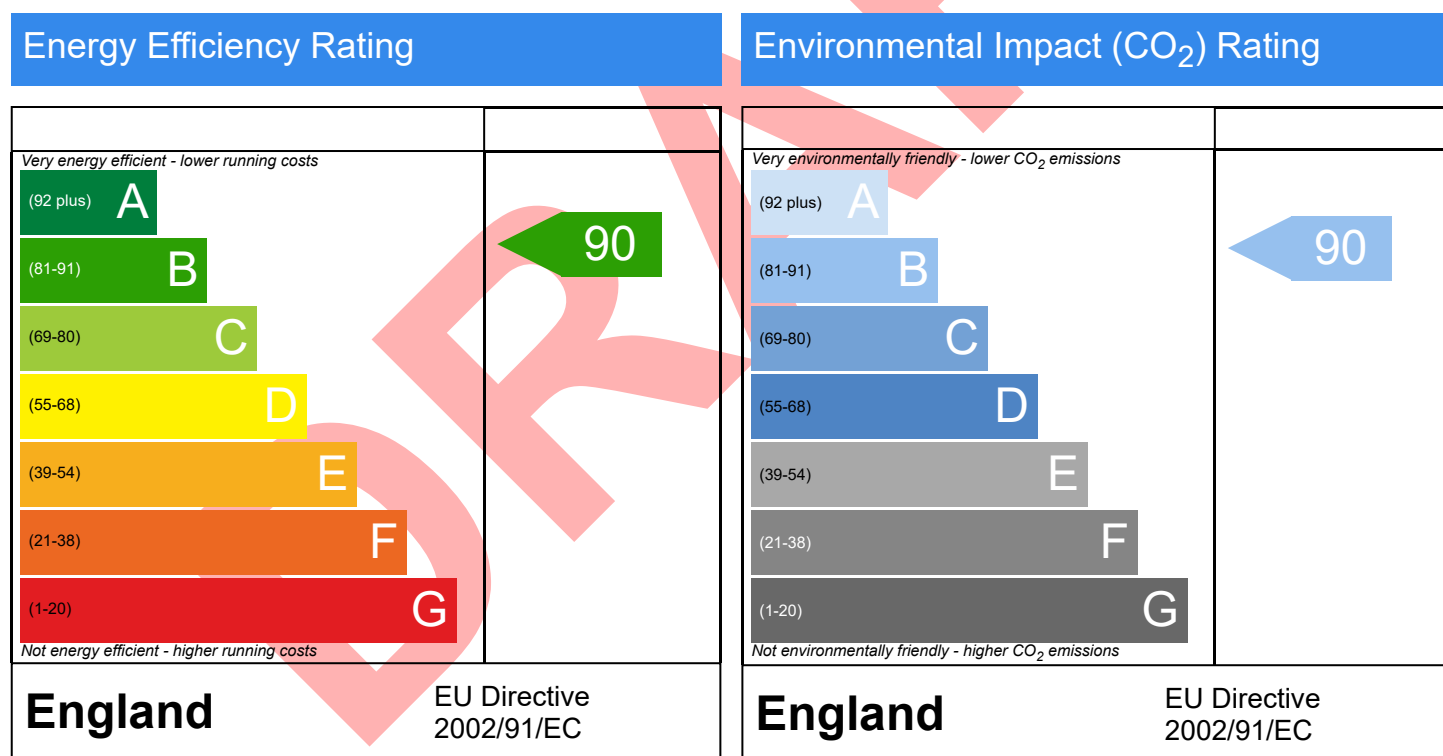 Energy Efficiency Rating
Very energy efficient - lower running costs
(92 plus) A
(81-91) B
(69-80) C
(55-68) D
(39-54) E
(21-38) F
(1-20) G
Not energy efficient - higher running costs
90
England
EU Directive
2002/91/EC
Environmental Impact (CO₂) Rating
Very environmentally friendly - lower CO₂ emissions
(92 plus) A
(81-91) B
(69-80) C
(55-68) D
(39-54) E
(21-38) F
(1-20) G
Not environmentally friendly - higher CO₂ emissions
90
England
EU Directive
2002/91/EC